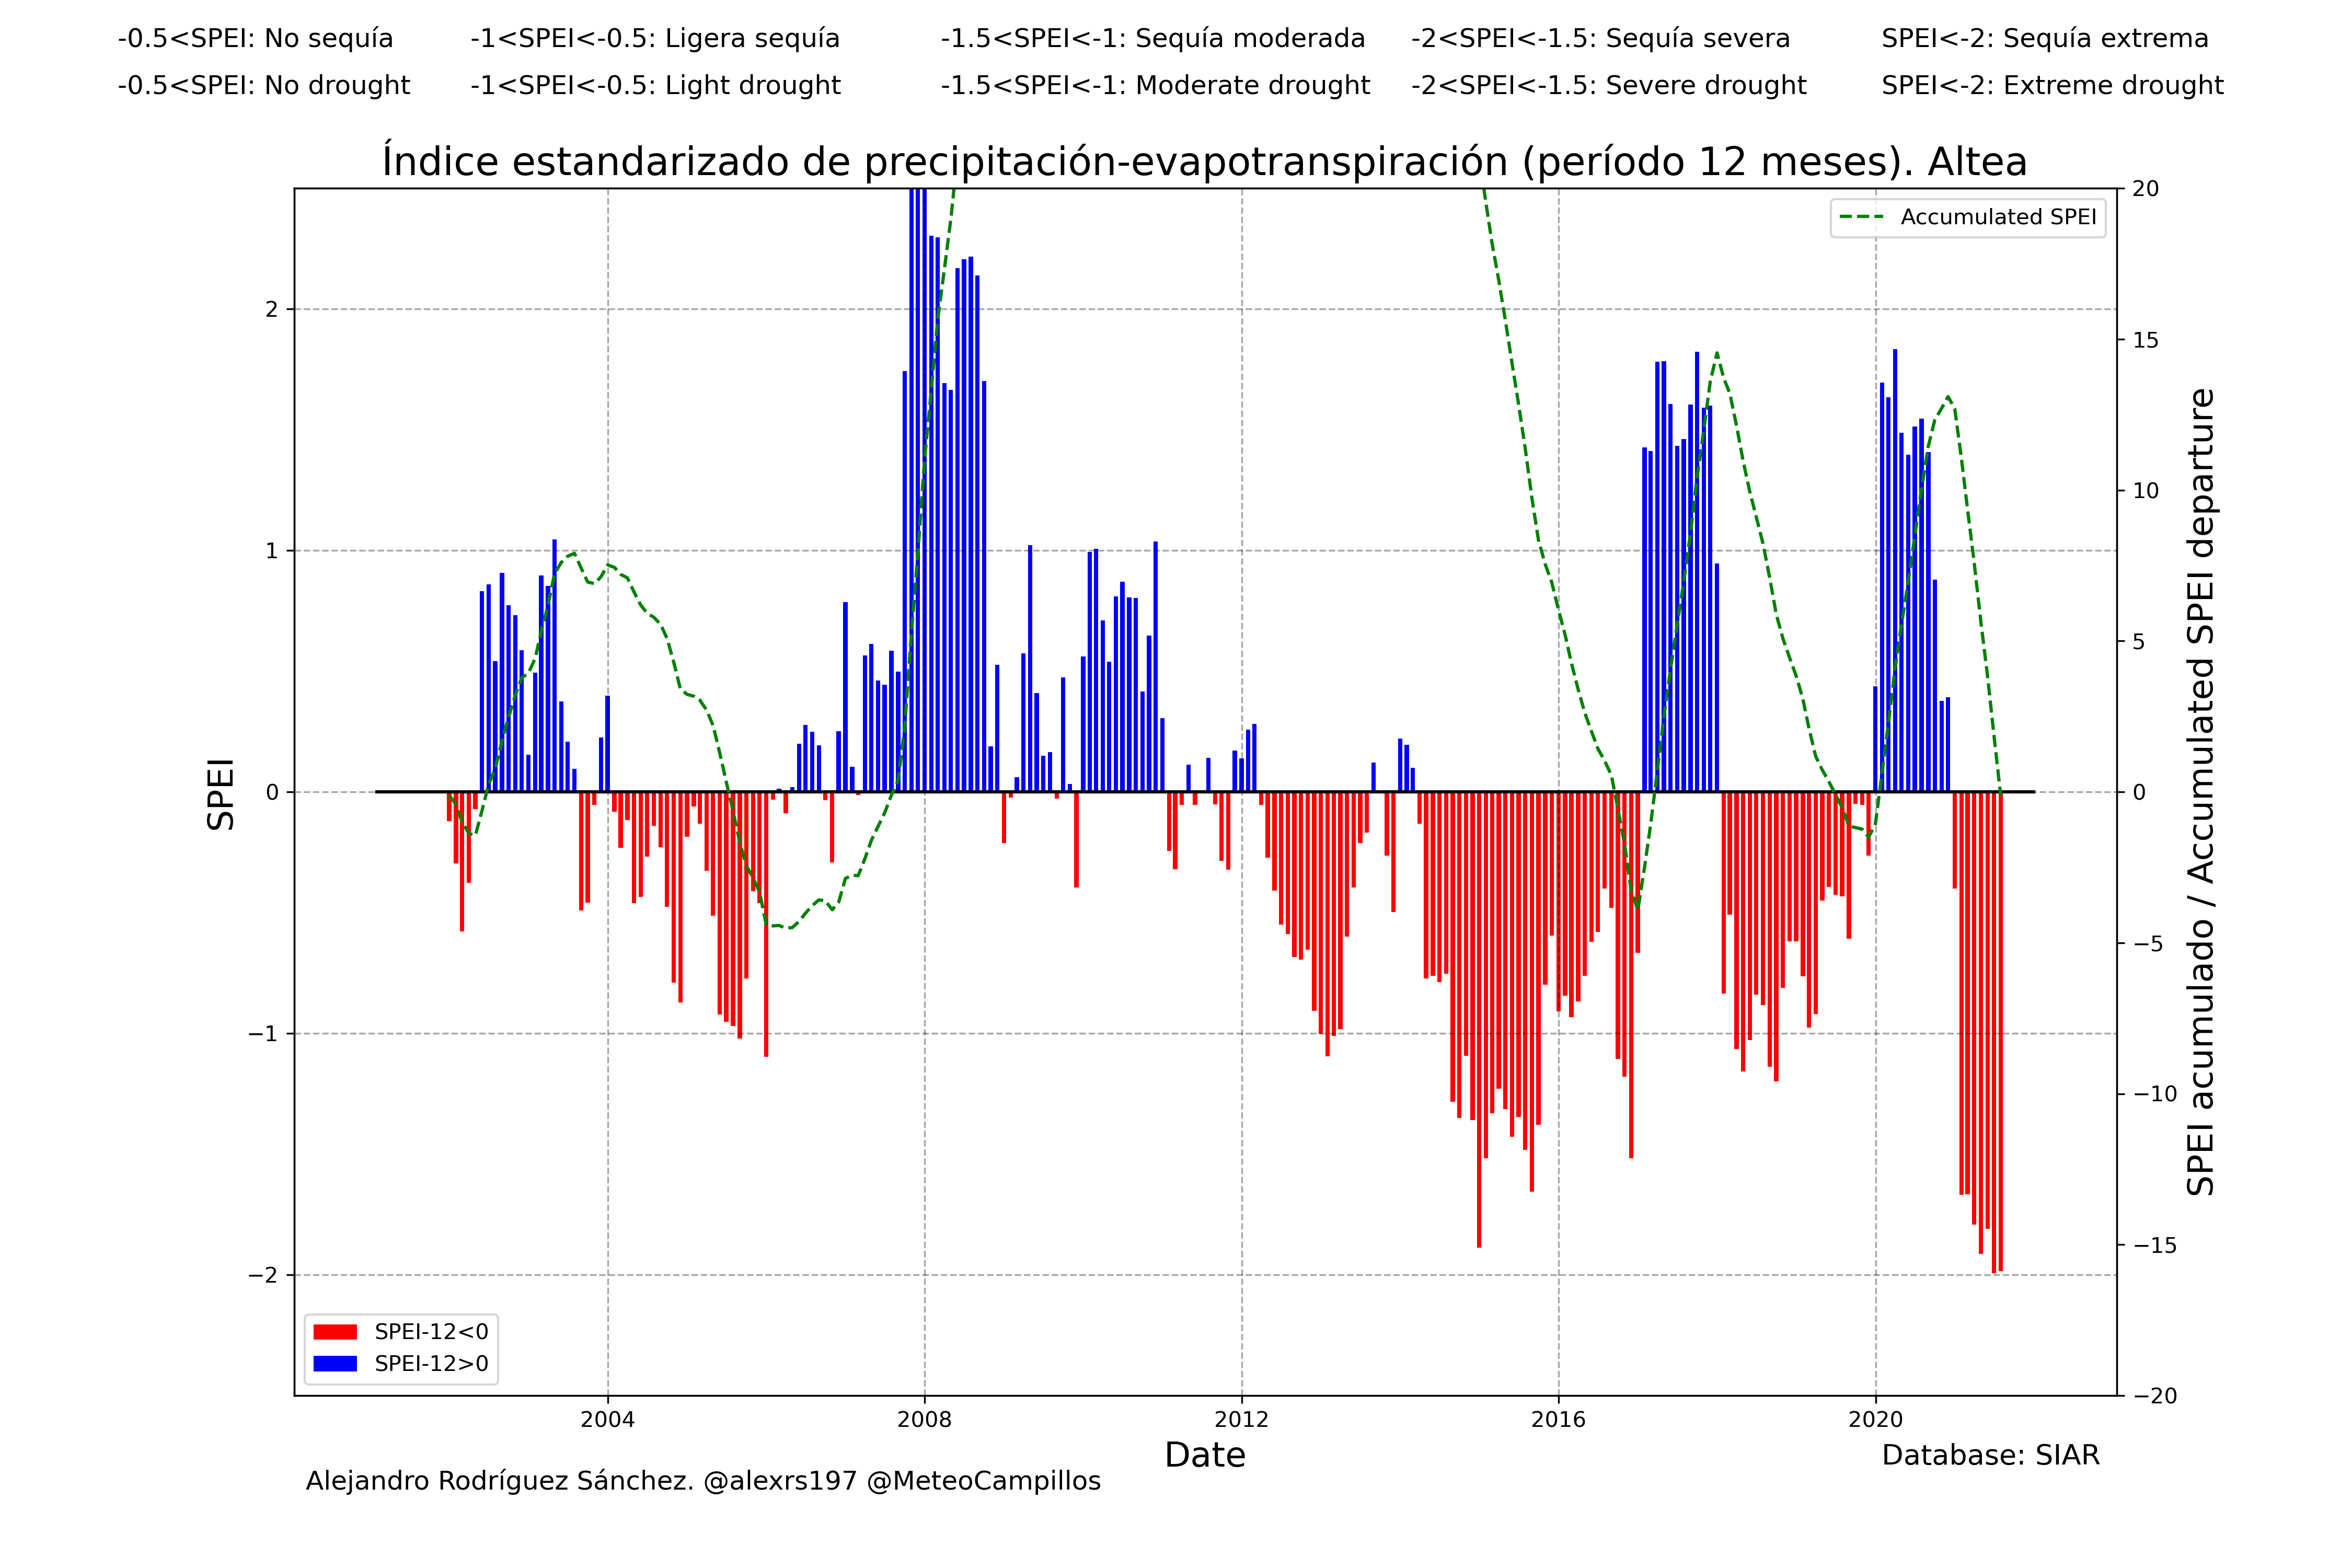 -0.5<SPEI: No sequía -1<SPEI<-0.5: Ligera sequía -1.5<SPEI<-1: Sequía moderada -2<SPEI<-1.5: Sequía severa SPEI<-2: Sequía extrema
-0.5<SPEI: No drought -1<SPEI<-0.5: Light drought -1.5<SPEI<-1: Moderate drought -2<SPEI<-1.5: Severe drought SPEI<-2: Extreme drought
Índice estandarizado de precipitación-evapotranspiración (período 12 meses). Altea
Accumulated SPEI
SPEI
2
1
0
−1
−2
20
15
10
5
0
−5
−10
−15
−20
SPEI acumulado / Accumulated SPEI departure
SPEI-12<0
SPEI-12>0
2004 2008 2012 2016 2020
Date
Database: SIAR
Alejandro Rodríguez Sánchez. @alexrs197 @MeteoCampillos